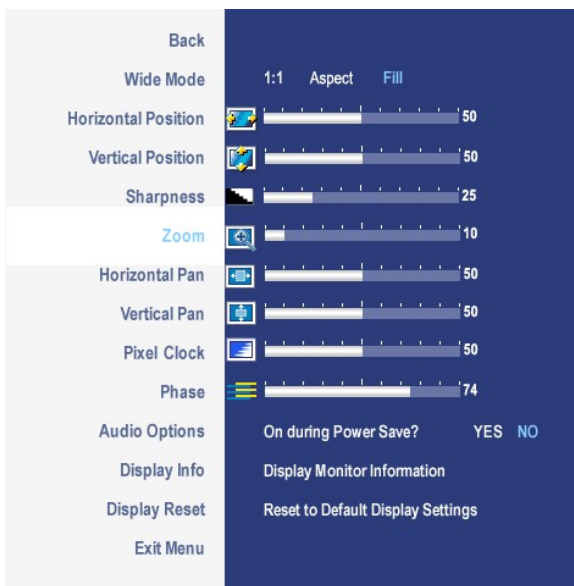 Back
Wide Mode 1:1 Aspect Fill
Horizontal Position 50
Vertical Position 50
Sharpness 25
Zoom 10
Horizontal Pan 50
Vertical Pan 50
Pixel Clock 50
Phase 74
Audio Options On during Power Save? YES NO
Display Info Display Monitor Information
Display Reset Reset to Default Display Settings
Exit Menu